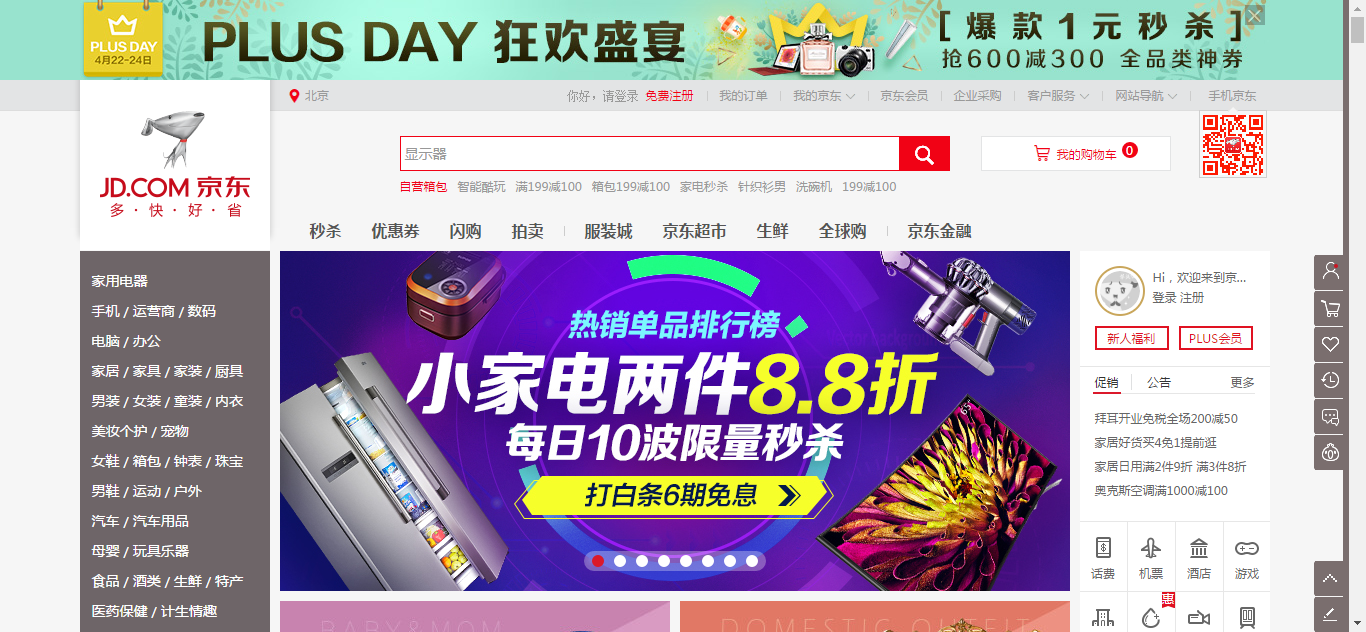 PLUS DAY
4月22-24日
PLUS DAY 狂欢盛宴
[ 爆款1元秒杀 ]
抢600减300 全品类神券
北京
你好，请登录 免费注册 我的订单 我的京东 京东会员 企业采购 客户服务 网站导航 手机京东
JD.COM 京东
多·快·好·省
显示器
我的购物车 0
自营箱包 智能酷玩 满199减100 箱包199减100 家电秒杀 针织衫男 洗碗机 199减100
秒杀 优惠券 闪购 拍卖 服装城 京东超市 生鲜 全球购 京东金融
家用电器
手机 / 运营商 / 数码
电脑 / 办公
家居 / 家具 / 家装 / 厨具
男装 / 女装 / 童装 / 内衣
美妆个护 / 宠物
女鞋 / 箱包 / 钟表 / 珠宝
男鞋 / 运动 / 户外
汽车 / 汽车用品
母婴 / 玩具乐器
食品 / 酒类 / 生鲜 / 特产
医药保健 / 计生情趣
热销单品排行榜
小家电两件8.8折
每日10波限量秒杀
打白条6期免息
Hi，欢迎来到京...
登录 注册
新人福利 PLUS会员
促销 公告 更多
拜耳开业免税全场200减50
家居好货买4免1提前逛
家居日用满2件9折 满3件8折
奥克斯空调满1000减100
话费 机票 酒店 游戏
惠
BABY&MOM
DOMESTIC OUTFIT